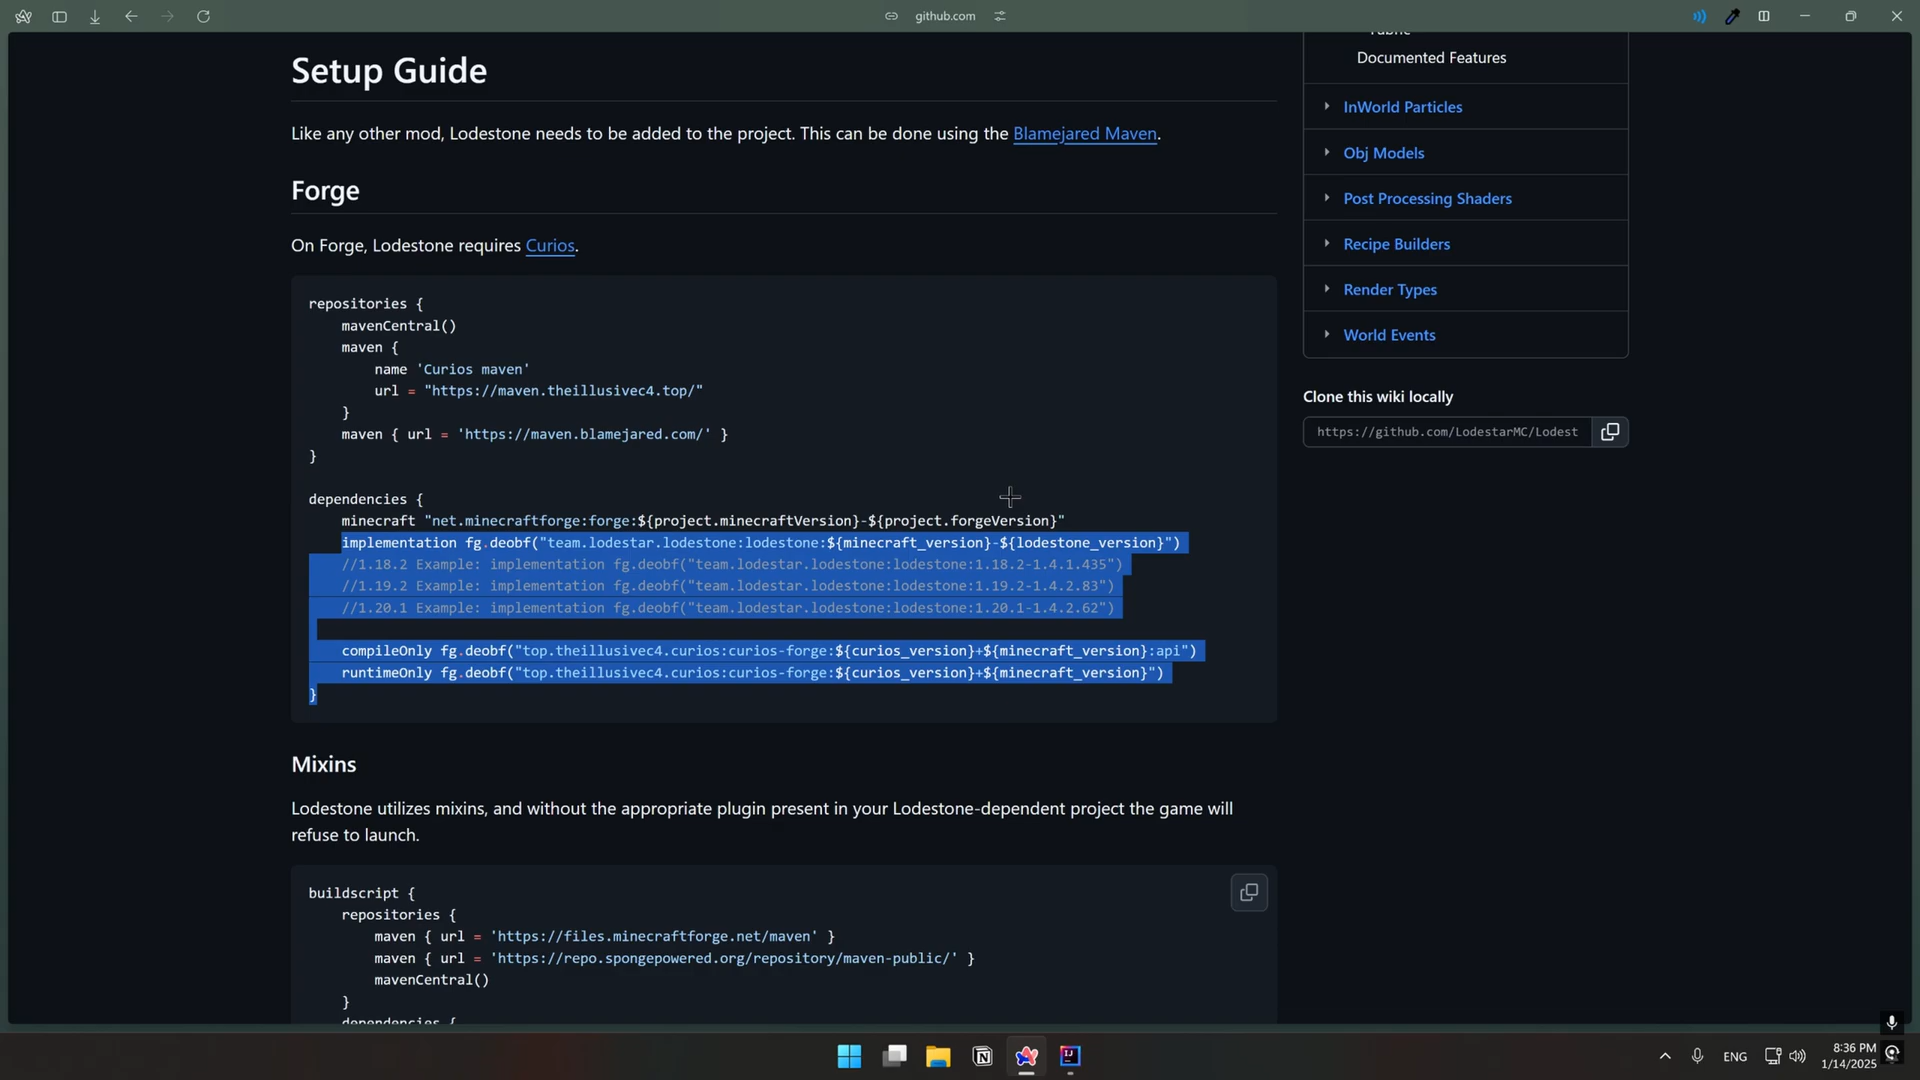 github.com
Setup Guide
Like any other mod, Lodestone needs to be added to the project. This can be done using the Blamejared Maven.
Forge
On Forge, Lodestone requires Curios.
repositories {
mavenCentral()
maven {
name 'Curios maven'
url = "https://maven.theillusivec4.top/"
}
maven { url = 'https://maven.blamejared.com/' }
}
dependencies {
minecraft "net.minecraftforge:forge:${project.minecraftVersion}-${project.forgeVersion}"
implementation fg.deobf("team.lodestar.lodestone:lodestone:${minecraft_version}-${lodestone_version}")
//1.18.2 Example: implementation fg.deobf("team.lodestar.lodestone:lodestone:1.18.2-1.4.1.435")
//1.19.2 Example: implementation fg.deobf("team.lodestar.lodestone:lodestone:1.19.2-1.4.2.83")
//1.20.1 Example: implementation fg.deobf("team.lodestar.lodestone:lodestone:1.20.1-1.4.2.62")
compileOnly fg.deobf("top.theillusivec4.curios:curios-forge:${curios_version}+${minecraft_version}:api")
runtimeOnly fg.deobf("top.theillusivec4.curios:curios-forge:${curios_version}+${minecraft_version}")
}
Mixins
Lodestone utilizes mixins, and without the appropriate plugin present in your Lodestone-dependent project the game will
refuse to launch.
buildscript {
repositories {
maven { url = 'https://files.minecraftforge.net/maven' }
maven { url = 'https://repo.spongepowered.org/repository/maven-public/' }
mavenCentral()
}
dependencies {
Fabric
Documented Features
InWorld Particles
Obj Models
Post Processing Shaders
Recipe Builders
Render Types
World Events
Clone this wiki locally
https://github.com/LodestarMC/Lodest
ENG
8:36 PM
1/14/2025